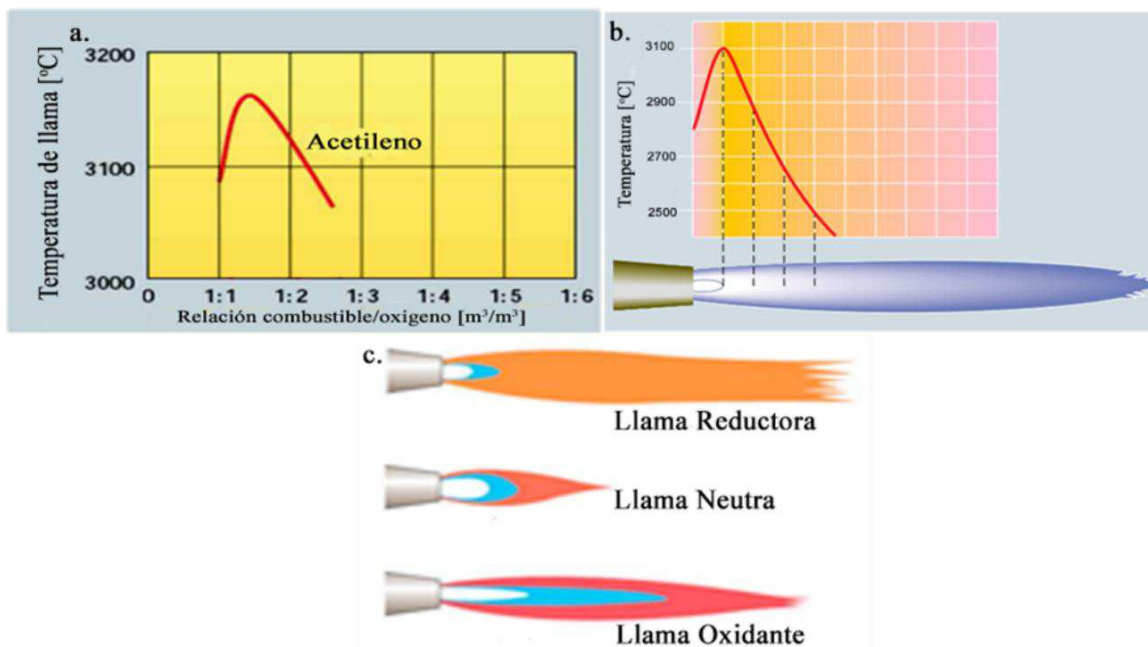 a.
Temperatura de llama [ºC]
3200
3100
3000
Acetileno
0 1:1 1:2 1:3 1:4 1:5 1:6
Relación combustible/oxigeno [m³/m³]
b.
Temperatura [ºC]
3100
2900
2700
2500
c.
Llama Reductora
Llama Neutra
Llama Oxidante